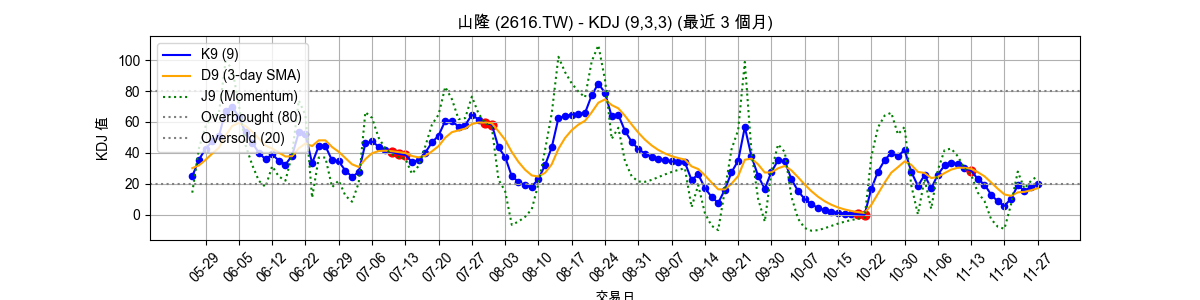 山隆 (2616.TW) - KDJ (9,3,3) (最近 3 個月)
KDJ 值
100
80
60
40
20
0
K9 (9)
D9 (3-day SMA)
J9 (Momentum)
Overbought (80)
Oversold (20)
05-29 06-05 06-12 06-22 06-29 07-06 07-13 07-20 07-27 08-03 08-10 08-17 08-24 08-31 09-07 09-14 09-21 09-30 10-07 10-15 10-22 10-30 11-06 11-13 11-20 11-27
交易日